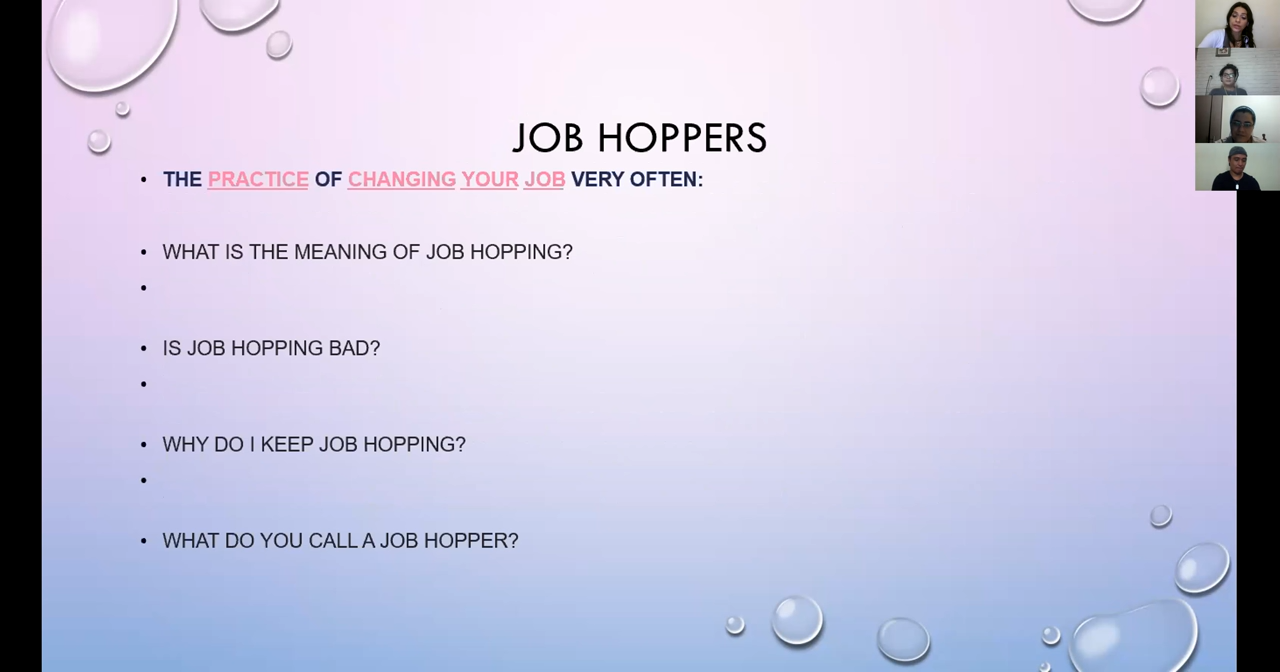 JOB HOPPERS
• THE PRACTICE OF CHANGING YOUR JOB VERY OFTEN:
• WHAT IS THE MEANING OF JOB HOPPING?
•
• IS JOB HOPPING BAD?
•
• WHY DO I KEEP JOB HOPPING?
•
• WHAT DO YOU CALL A JOB HOPPER?